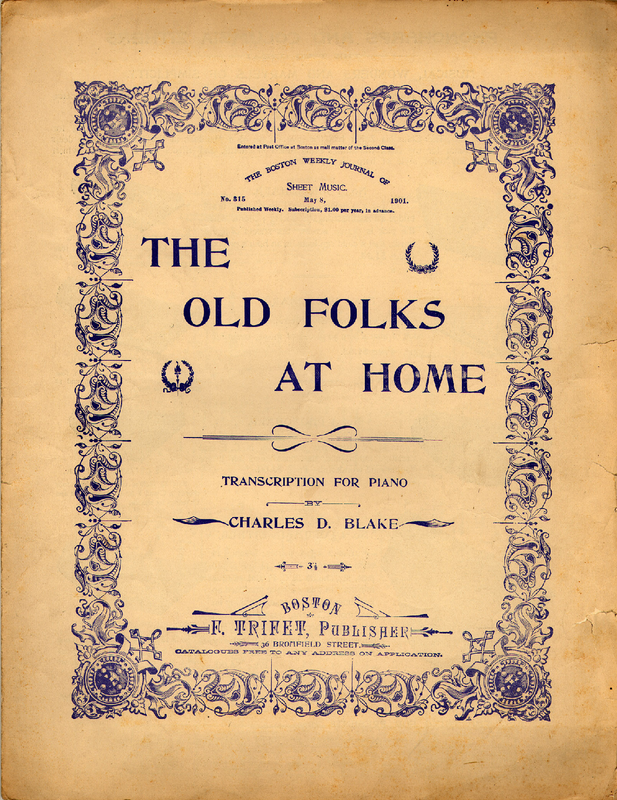 Entered at Post Office at Boston as mail matter of the Second Class.
THE BOSTON WEEKLY JOURNAL OF
SHEET MUSIC.
No. 315 May 8, 1901.
Published Weekly. Subscription, $1.00 per year, in advance.
THE
OLD FOLKS
AT HOME
TRANSCRIPTION FOR PIANO
BY
CHARLES D. BLAKE
BOSTON
F. TRIFET, PUBLISHER
36 BROMFIELD STREET.
CATALOGUES FREE TO ANY ADDRESS ON APPLICATION.